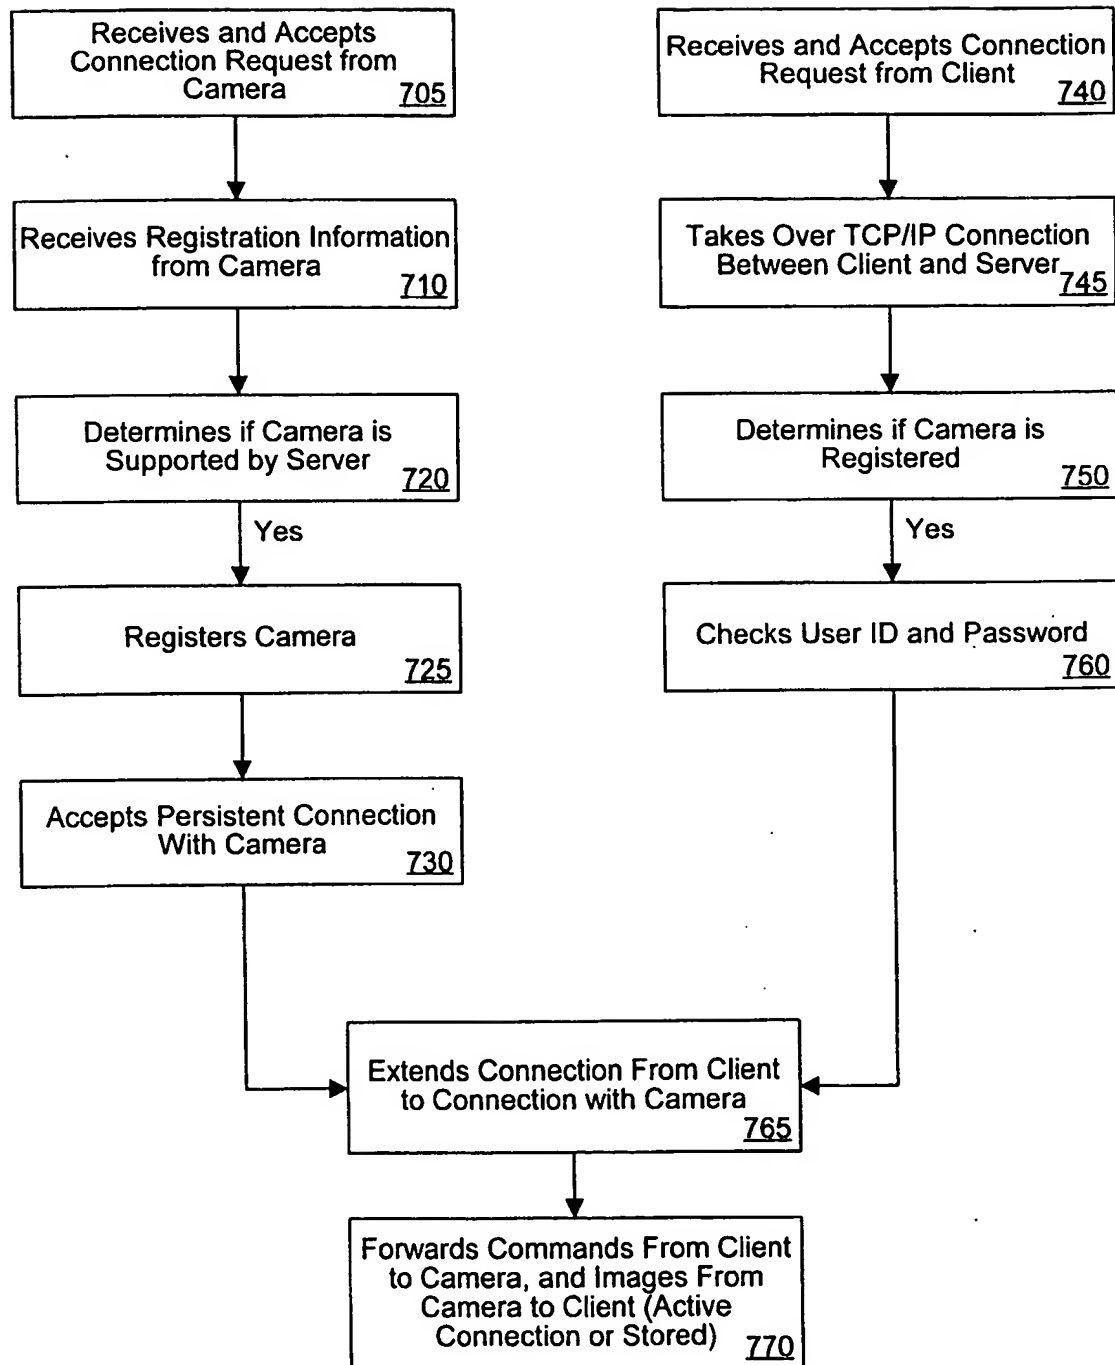 Receives and Accepts
Connection Request from
Camera
705
Receives Registration Information
from Camera
710
Determines if Camera is
Supported by Server
720
Yes
Registers Camera
725
Accepts Persistent Connection
With Camera
730
Receives and Accepts Connection
Request from Client
740
Takes Over TCP/IP Connection
Between Client and Server
745
Determines if Camera is
Registered
750
Yes
Checks User ID and Password
760
Extends Connection From Client
to Connection with Camera
765
Forwards Commands From Client
to Camera, and Images From
Camera to Client (Active
Connection or Stored)
770